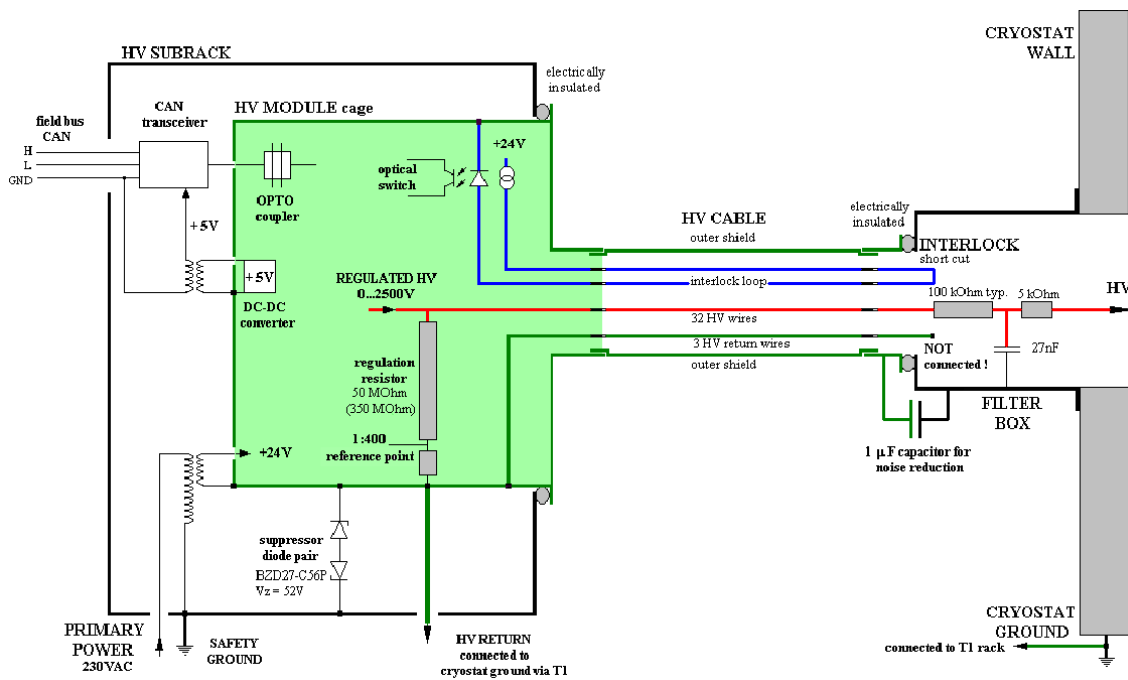 HV SUBRACK
electrically
insulated
CRYOSTAT
WALL
field bus
CAN
CAN
transceiver
HV MODULE cage
H
L
GND
+24V
optical
switch
OPTO
coupler
+5V
+5V
DC-DC
converter
HV CABLE
outer shield
electrically
insulated
INTERLOCK
short cut
interlock loop
REGULATED HV
0...2500V
100 kOhm typ.
5 kOhm
HV
32 HV wires
3 HV return wires
NOT
connected !
27nF
outer shield
regulation
resistor
50 MOhm
(350 MOhm)
FILTER
BOX
1:400
reference point
+24V
1 µF capacitor for
noise reduction
suppressor
diode pair
BZD27-C56P
Vz = 52V
PRIMARY
POWER
230VAC
SAFETY
GROUND
HV RETURN
connected to
cryostat ground via T1
CRYOSTAT
GROUND
connected to T1 rack